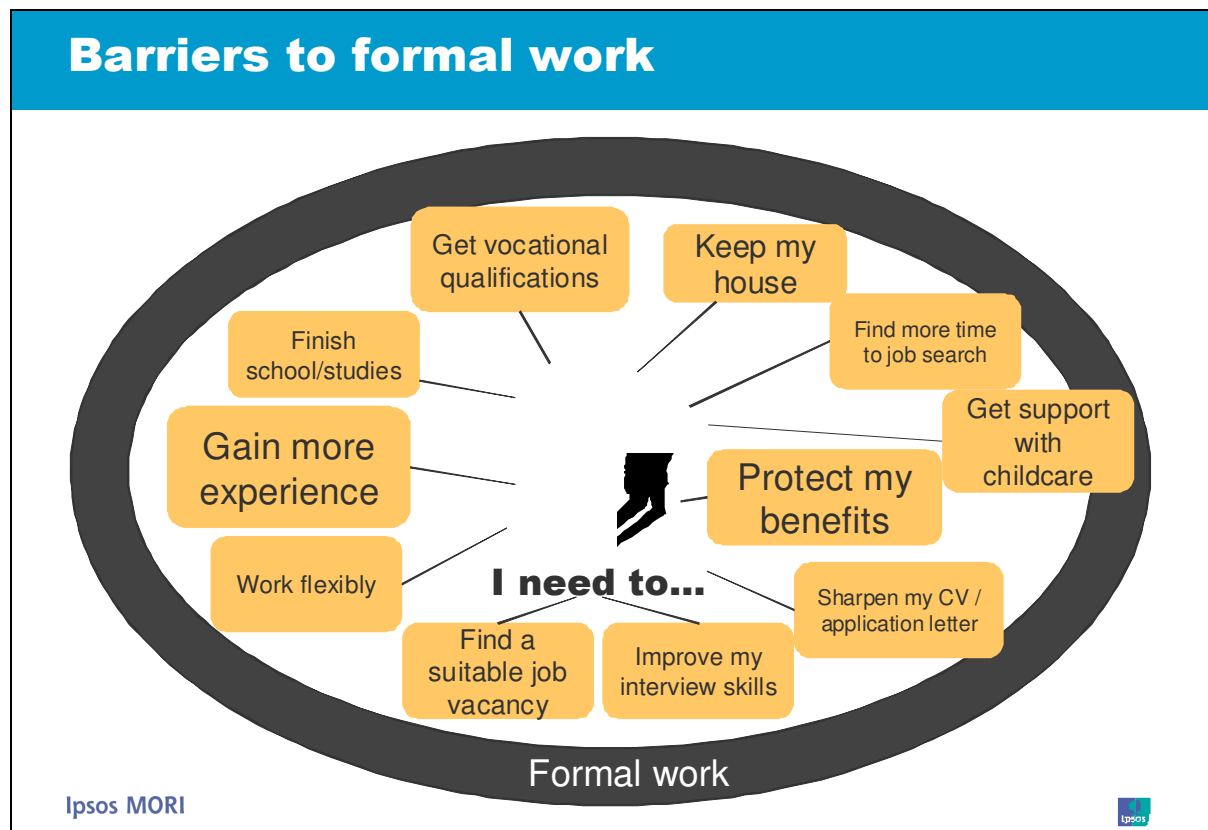 Barriers to formal work
Get vocational
qualifications
Keep my
house
Finish
school/studies
Find more time
to job search
Gain more
experience
Get support
with
childcare
Protect my
benefits
Work flexibly
I need to...
Sharpen my CV /
application letter
Find a
suitable job
vacancy
Improve my
interview skills
Formal work
Ipsos MORI
Ipsos